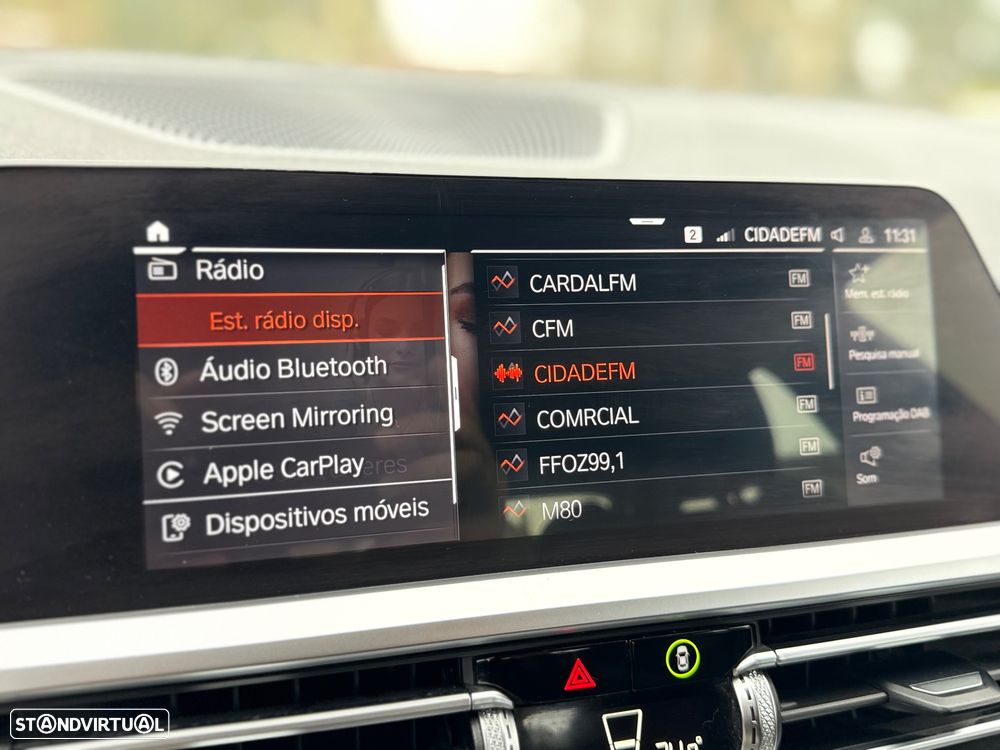 2 CIDADEFM 11:31
Rádio
Est. rádio disp.
Áudio Bluetooth
Screen Mirroring
Apple CarPlay
Dispositivos móveis
CARDALFM FM
CFM FM
CIDADEFM FM
COMRCIAL FM
FFOZ99,1 FM
M80 FM
Mem. est. rádio
Pesquisa manual
Programação DAB
Som
STANDVIRTUAL